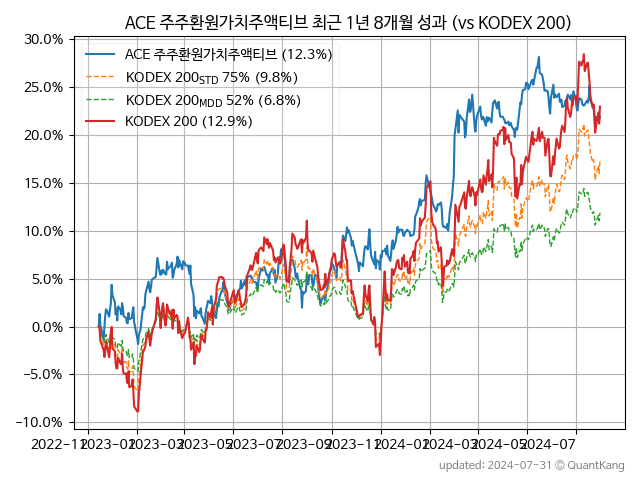 ACE 주주환원가치주액티브 최근 1년 8개월 성과 (vs KODEX 200)
30.0%
25.0%
20.0%
15.0%
10.0%
5.0%
0.0%
−5.0%
−10.0%
ACE 주주환원가치주액티브 (12.3%)
KODEX 200STD 75% (9.8%)
KODEX 200MDD 52% (6.8%)
KODEX 200 (12.9%)
2022-11 2023-01 2023-03 2023-05 2023-07 2023-09 2023-11 2024-01 2024-03 2024-05 2024-07
updated: 2024-07-31 © QuantKang